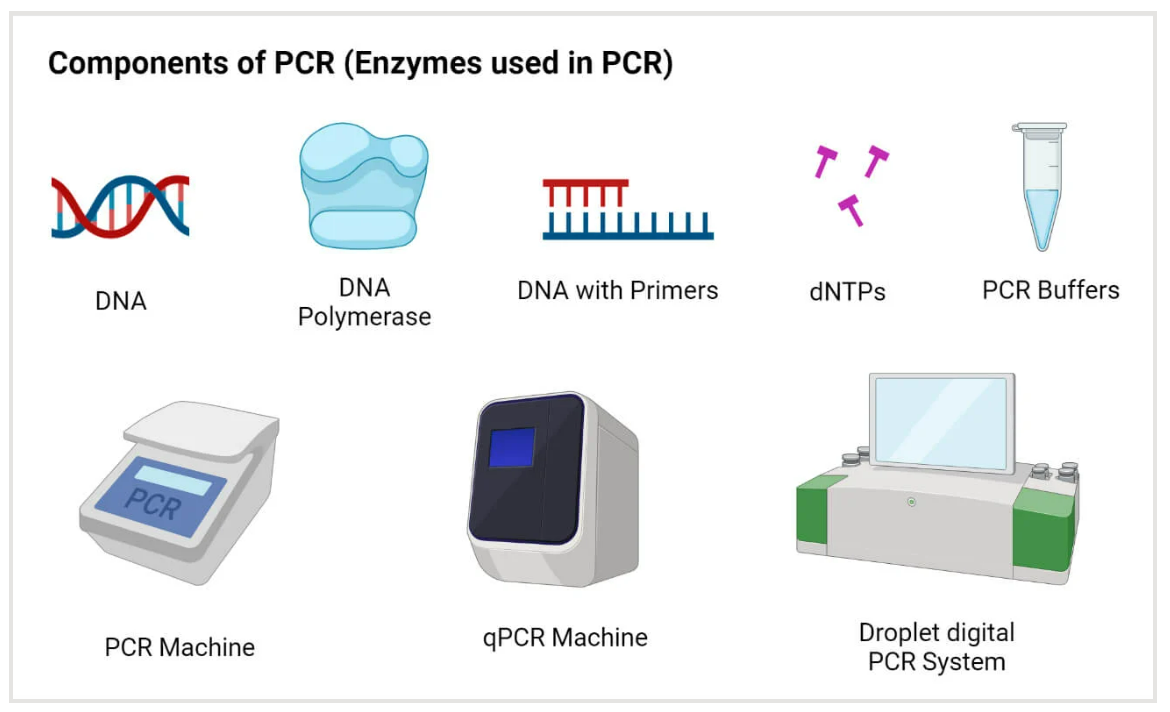 Components of PCR (Enzymes used in PCR)
DNA
DNA
Polymerase
DNA with Primers
dNTPs
PCR Buffers
PCR
PCR Machine
qPCR Machine
Droplet digital
PCR System